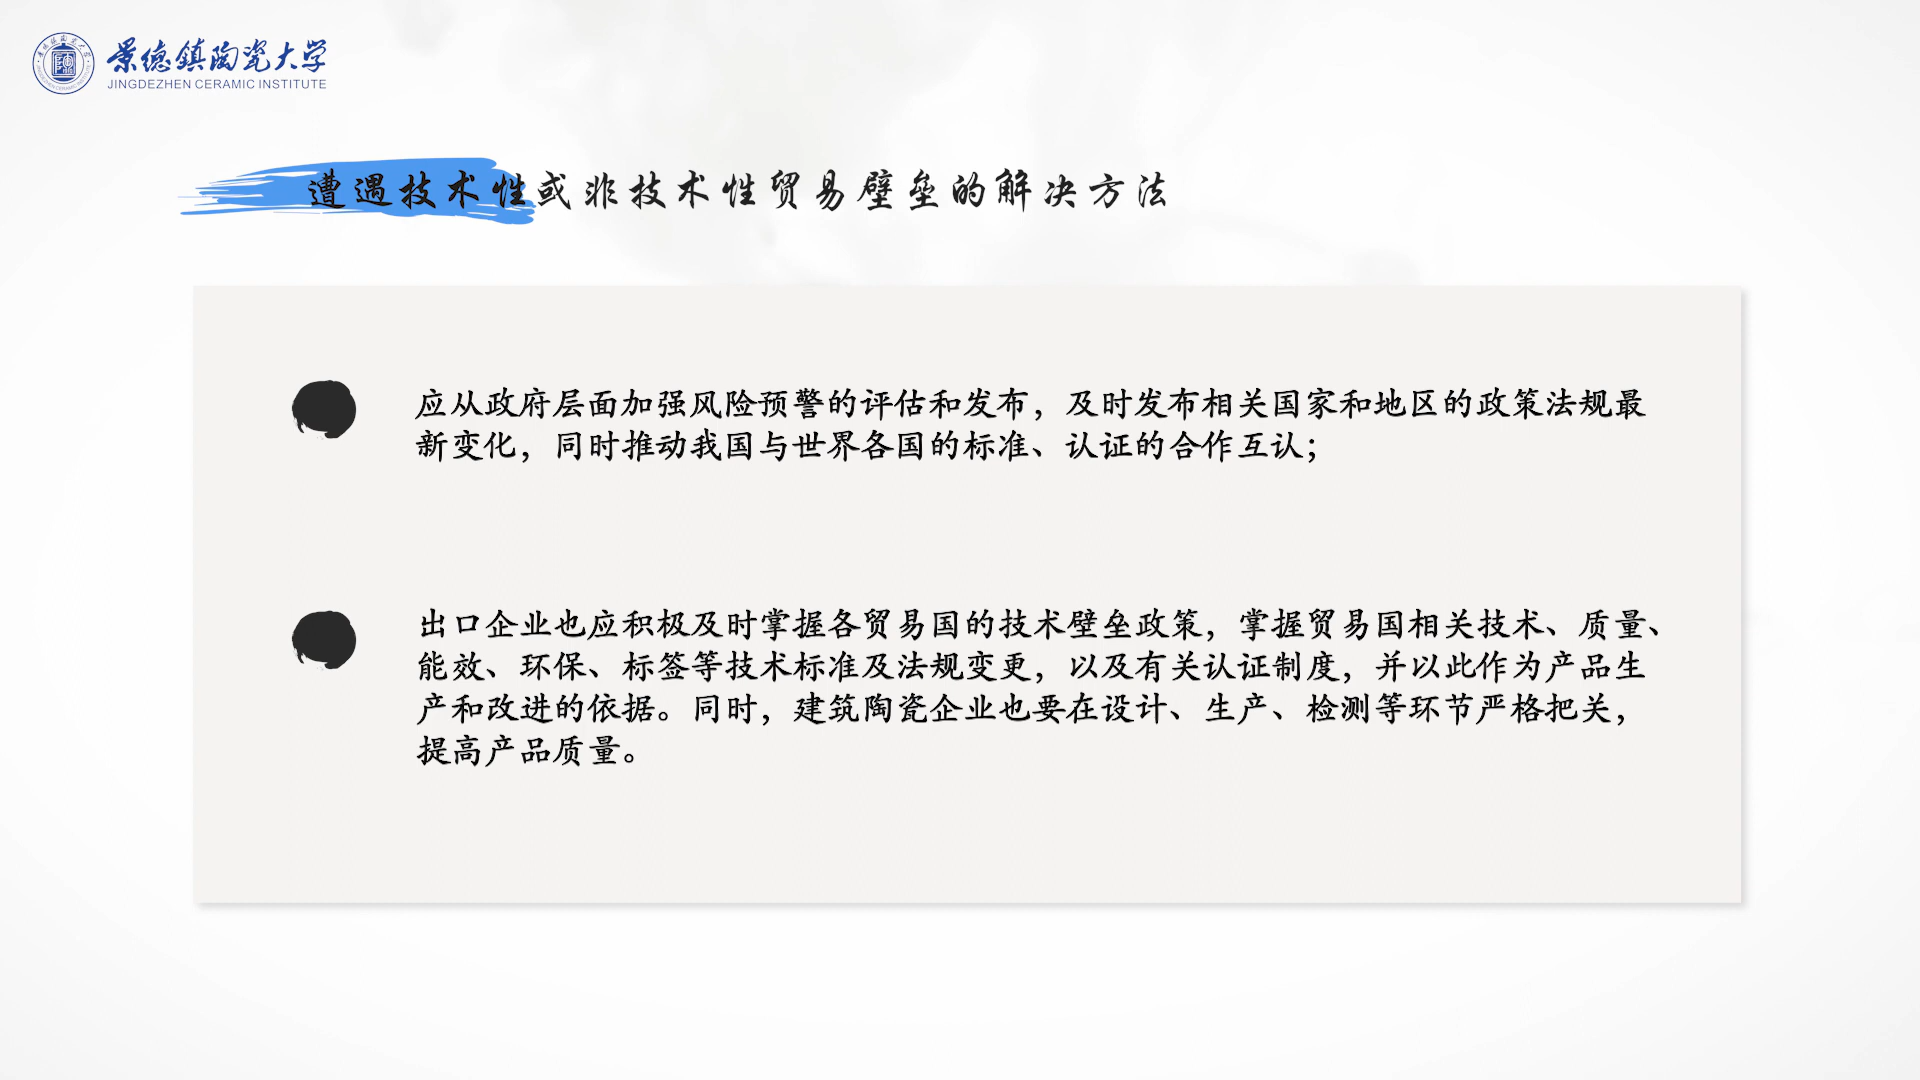 景德鎮陶瓷大学
JINGDEZHEN CERAMIC INSTITUTE
遭遇技术性或非技术性贸易壁垒的解决方法
应从政府层面加强风险预警的评估和发布，及时发布相关国家和地区的政策法规最
新变化，同时推动我国与世界各国的标准、认证的合作互认；
出口企业也应积极及时掌握各贸易国的技术壁垒政策，掌握贸易国相关技术、质量、
能效、环保、标签等技术标准及法规变更，以及有关认证制度，并以此作为产品生
产和改进的依据。同时，建筑陶瓷企业也要在设计、生产、检测等环节严格把关，
提高产品质量。